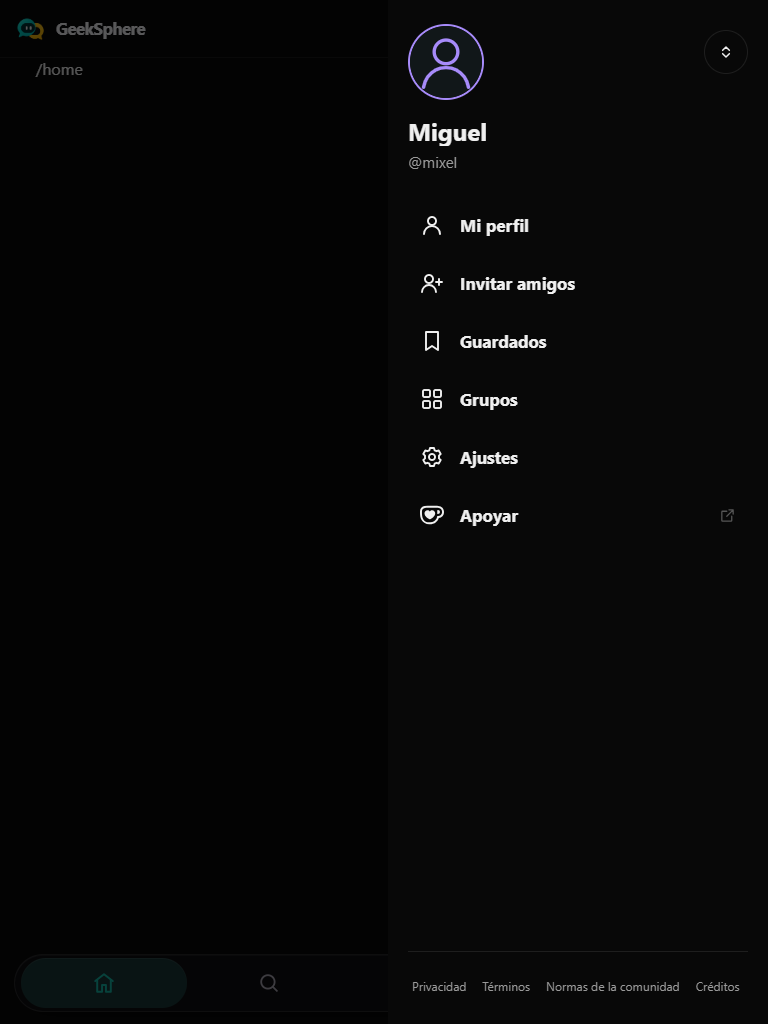 GeekSphere
/home
Miguel
@mixel
Mi perfil
Invitar amigos
Guardados
Grupos
Ajustes
Apoyar
Privacidad Términos Normas de la comunidad Créditos